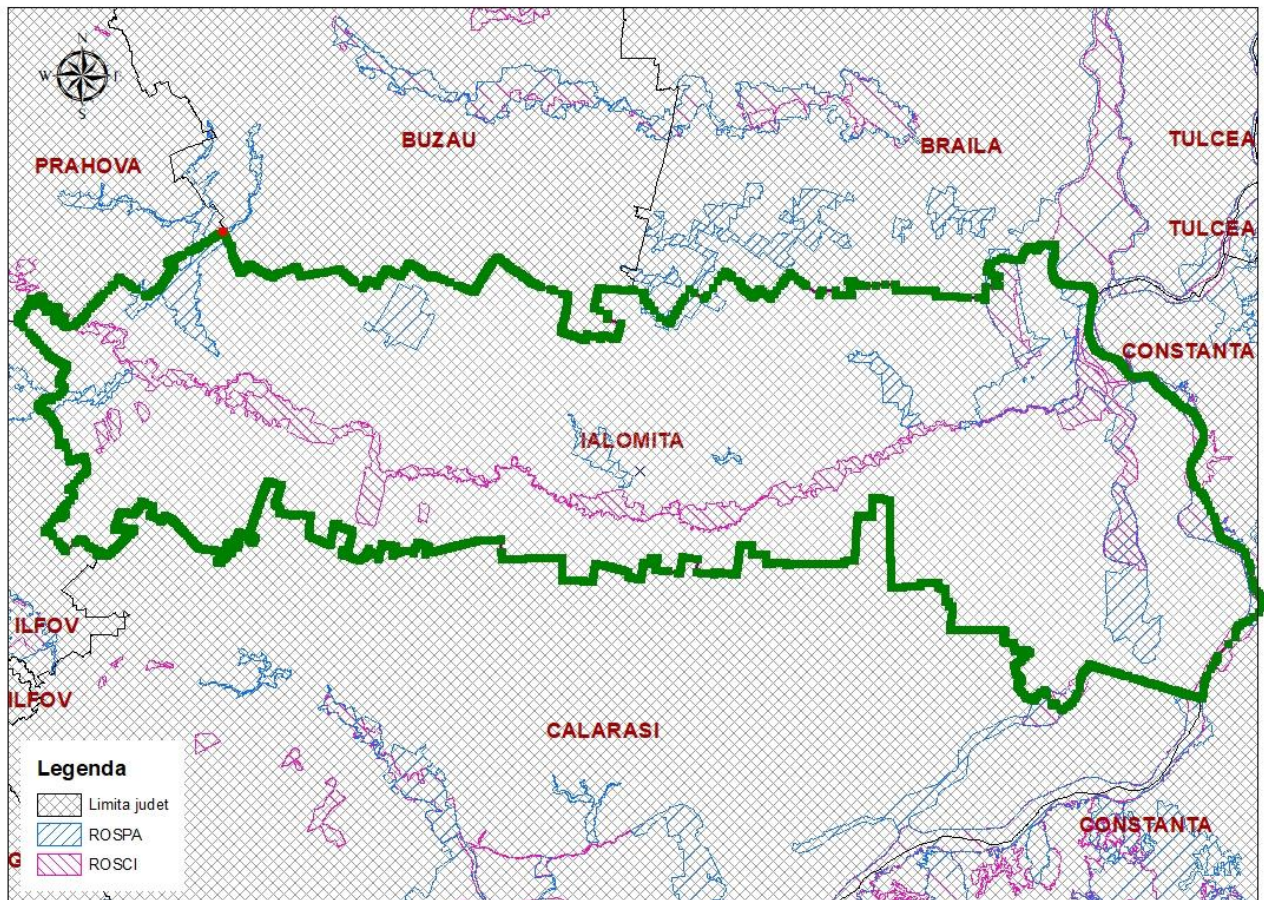 N
W E
S
BUZAU
BRAILA
TULCEA
PRAHOVA
TULCEA
CONSTANTA
IALOMITA
ILFOV
ILFOV
CALARASI
CONSTANTA
G
Legenda
Limita judet
ROSPA
ROSCI